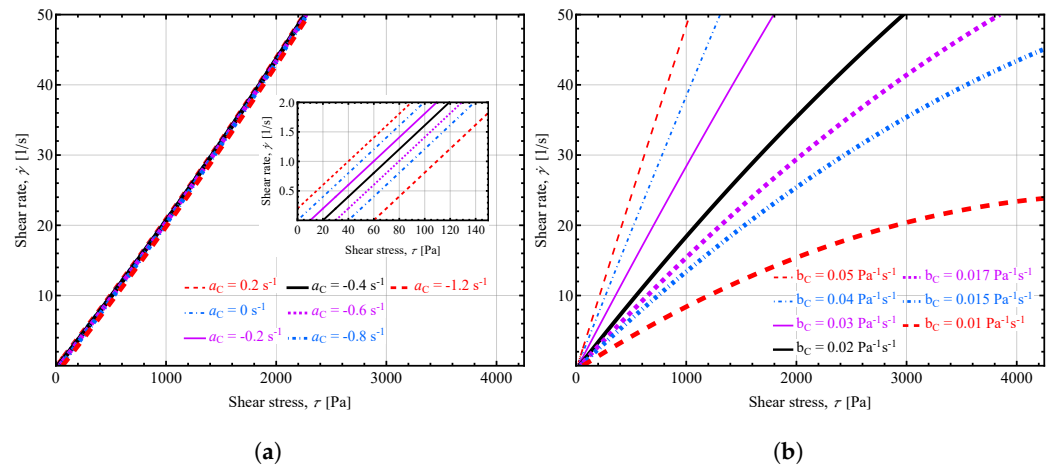 (a)
50
40
30
20
10
0
1000
2000
3000
4000
Shear rate, γ̇ [1/s]
Shear stress, τ [Pa]
2.0
1.5
1.0
0.5
0
20
40
60
80
100
120
140
Shear rate, γ̇ [1/s]
Shear stress, τ [Pa]
a_C = 0.2 s⁻¹
a_C = 0 s⁻¹
a_C = -0.2 s⁻¹
a_C = -0.4 s⁻¹
a_C = -0.6 s⁻¹
a_C = -0.8 s⁻¹
a_C = -1.2 s⁻¹
(b)
50
40
30
20
10
0
1000
2000
3000
4000
Shear rate, γ̇ [1/s]
Shear stress, τ [Pa]
b_C = 0.05 Pa⁻¹s⁻¹
b_C = 0.04 Pa⁻¹s⁻¹
b_C = 0.03 Pa⁻¹s⁻¹
b_C = 0.02 Pa⁻¹s⁻¹
b_C = 0.017 Pa⁻¹s⁻¹
b_C = 0.015 Pa⁻¹s⁻¹
b_C = 0.01 Pa⁻¹s⁻¹
(a)
(b)